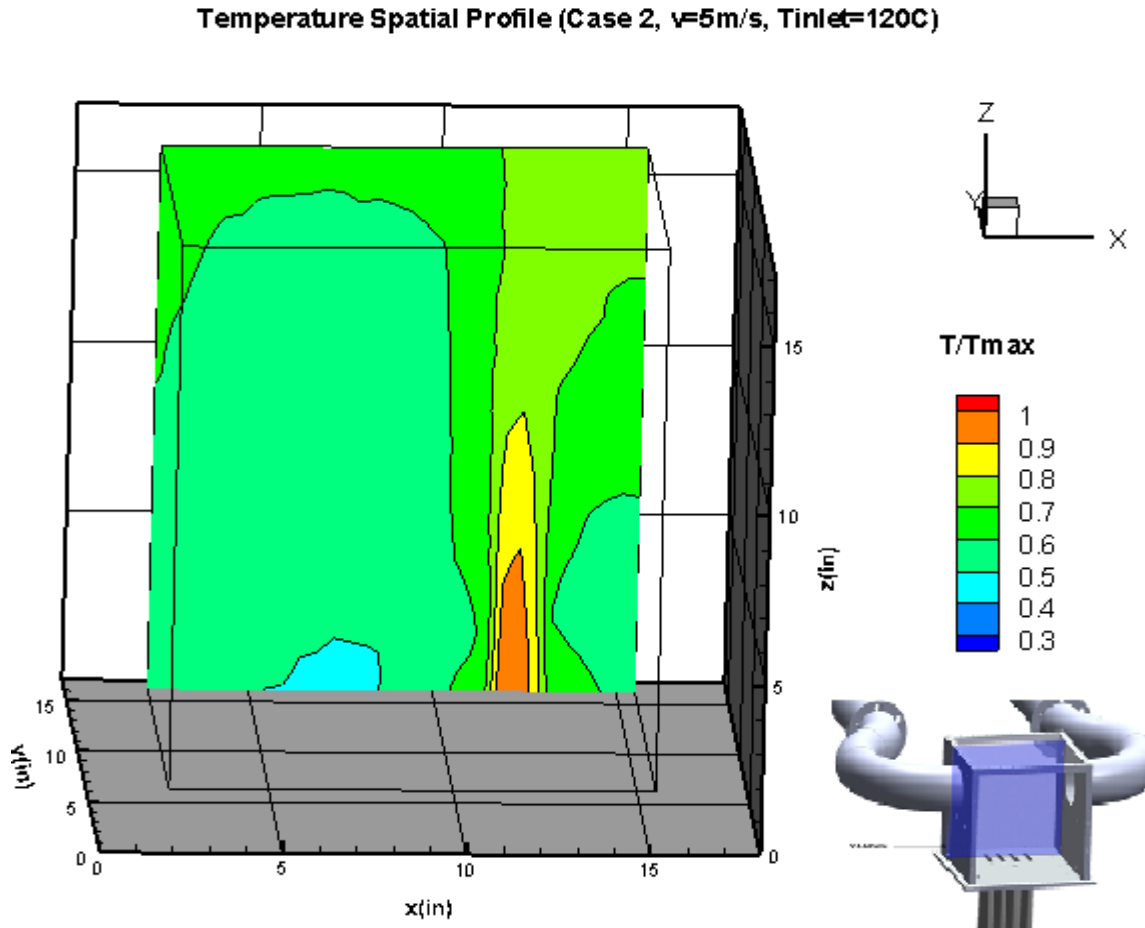 Temperature Spatial Profile (Case 2, v=5m/s, Tinlet=120C)
Z
Y
X
T/Tmax
1
0.9
0.8
0.7
0.6
0.5
0.4
0.3
15
10
5
0
z(in)
15
10
5
0
y(in)
0
5
10
15
x(in)